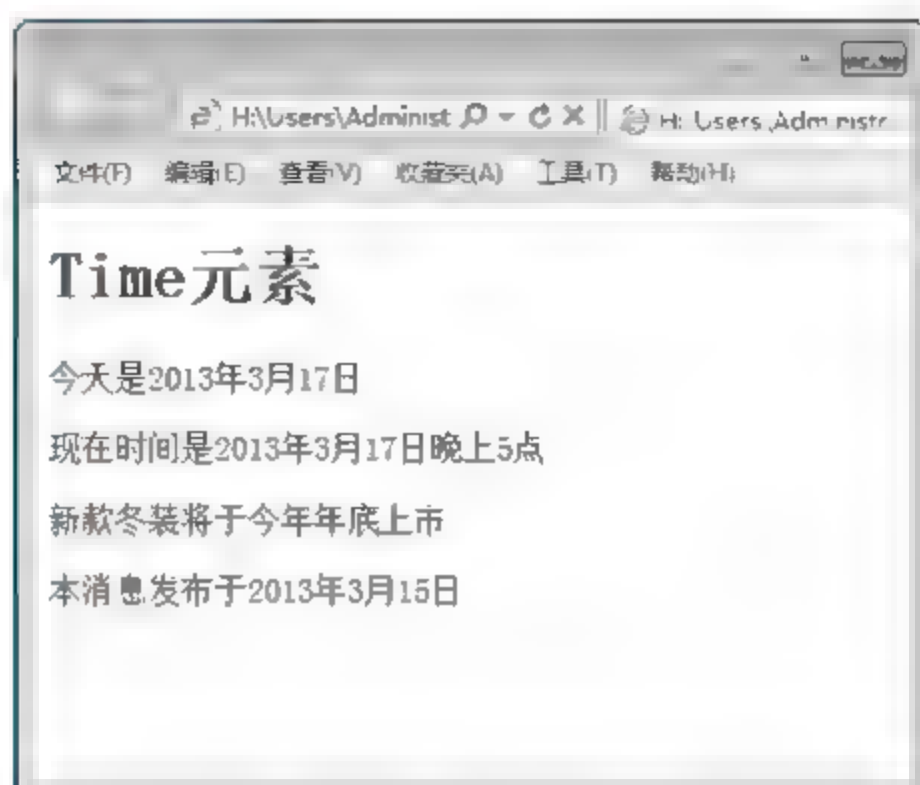 H:\Users\Administ
H: Users Administr
文件(F) 编辑(E) 查看(V) 收藏夹(A) 工具(T) 帮助(H)
Time元素
今天是2013年3月17日
现在时间是2013年3月17日晚上5点
新款冬装将于今年年底上市
本消息发布于2013年3月15日